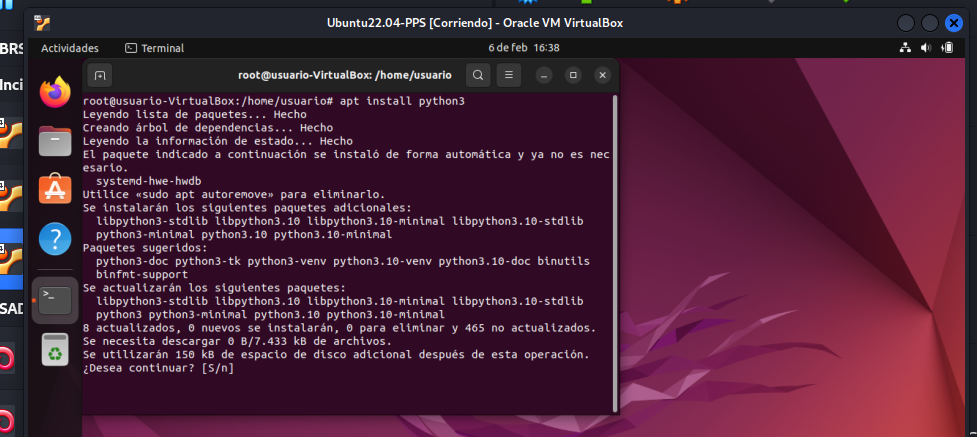 Ubuntu22.04-PPS [Corriendo] - Oracle VM VirtualBox
BRS
Actividades
Terminal
6 de feb 16:38
Inci
root@usuario-VirtualBox: /home/usuario
root@usuario-VirtualBox:/home/usuario# apt install python3
Leyendo lista de paquetes... Hecho
Creando árbol de dependencias... Hecho
Leyendo la información de estado... Hecho
El paquete indicado a continuación se instaló de forma automática y ya no es nec
esario.
systemd-hwe-hwdb
Utilice «sudo apt autoremove» para eliminarlo.
Se instalarán los siguientes paquetes adicionales:
libpython3-stdlib libpython3.10 libpython3.10-minimal libpython3.10-stdlib
python3-minimal python3.10 python3.10-minimal
Paquetes sugeridos:
python3-doc python3-tk python3-venv python3.10-venv python3.10-doc binutils
binfmt-support
Se actualizarán los siguientes paquetes:
libpython3-stdlib libpython3.10 libpython3.10-minimal libpython3.10-stdlib
python3 python3-minimal python3.10 python3.10-minimal
8 actualizados, 0 nuevos se instalarán, 0 para eliminar y 465 no actualizados.
Se necesita descargar 0 B/7.433 kB de archivos.
Se utilizarán 150 kB de espacio de disco adicional después de esta operación.
¿Desea continuar? [S/n]
SAD